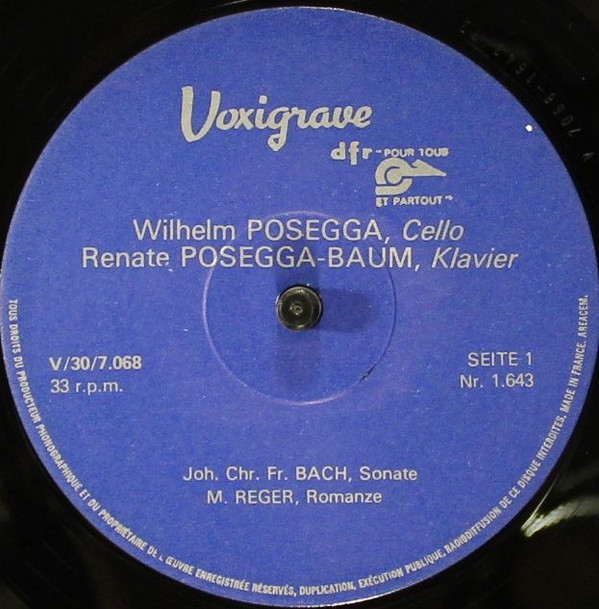 Voxigrave
dfr - POUR TOUS
ET PARTOUT
Wilhelm POSEGGA, Cello
Renate POSEGGA-BAUM, Klavier
V/30/7.068
33 r.p.m.
SEITE 1
Nr. 1.643
Joh. Chr. Fr. BACH, Sonate
M. REGER, Romanze
TOUS DROITS DU PRODUCTEUR PHONOGRAPHIQUE ET DU PROPRIÉTAIRE DE L ŒUVRE ENREGISTRÉE RÉSERVÉS, DUPLICATION, EXÉCUTION PUBLIQUE, RADIODIFFUSION DE CE DISQUE INTERDITES. MADE IN FRANCE. AREACEM.